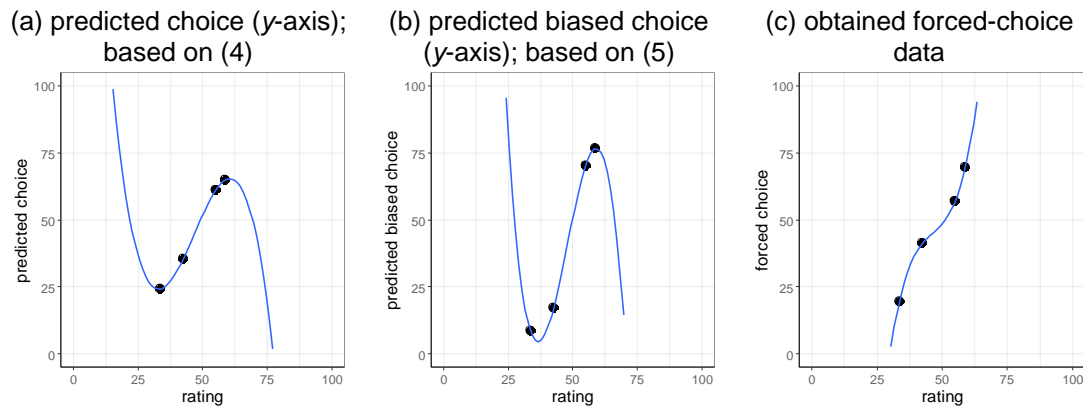 (a) predicted choice (y-axis);
based on (4)
100
75
50
25
0
predicted choice
0 25 50 75 100
rating
(b) predicted biased choice
(y-axis); based on (5)
100
75
50
25
0
predicted biased choice
0 25 50 75 100
rating
(c) obtained forced-choice
data
100
75
50
25
0
forced choice
0 25 50 75 100
rating